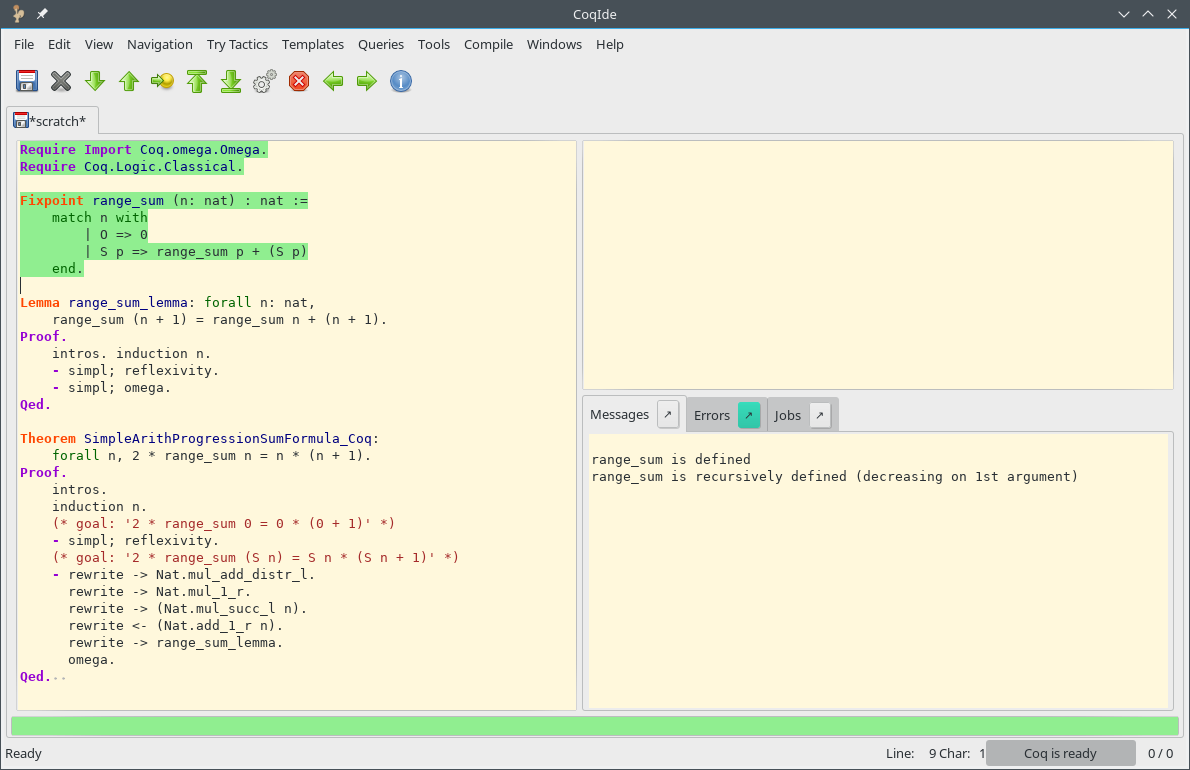 CoqIde
File Edit View Navigation Try Tactics Templates Queries Tools Compile Windows Help
*scratch*
Require Import Coq.omega.Omega.
Require Coq.Logic.Classical.
Fixpoint range_sum (n: nat) : nat :=
    match n with
        | O => 0
        | S p => range_sum p + (S p)
    end.
Lemma range_sum_lemma: forall n: nat,
    range_sum (n + 1) = range_sum n + (n + 1).
Proof.
    intros. induction n.
    - simpl; reflexivity.
    - simpl; omega.
Qed.
Theorem SimpleArithProgressionSumFormula_Coq:
    forall n, 2 * range_sum n = n * (n + 1).
Proof.
    intros.
    induction n.
    (* goal: '2 * range_sum 0 = 0 * (0 + 1)' *)
    - simpl; reflexivity.
    (* goal: '2 * range_sum (S n) = S n * (S n + 1)' *)
    - rewrite -> Nat.mul_add_distr_l.
      rewrite -> Nat.mul_1_r.
      rewrite -> (Nat.mul_succ_l n).
      rewrite <- (Nat.add_1_r n).
      rewrite -> range_sum_lemma.
      omega.
Qed.
Messages Errors Jobs
range_sum is defined
range_sum is recursively defined (decreasing on 1st argument)
Ready
Line: 9 Char: 1 Coq is ready 0 / 0